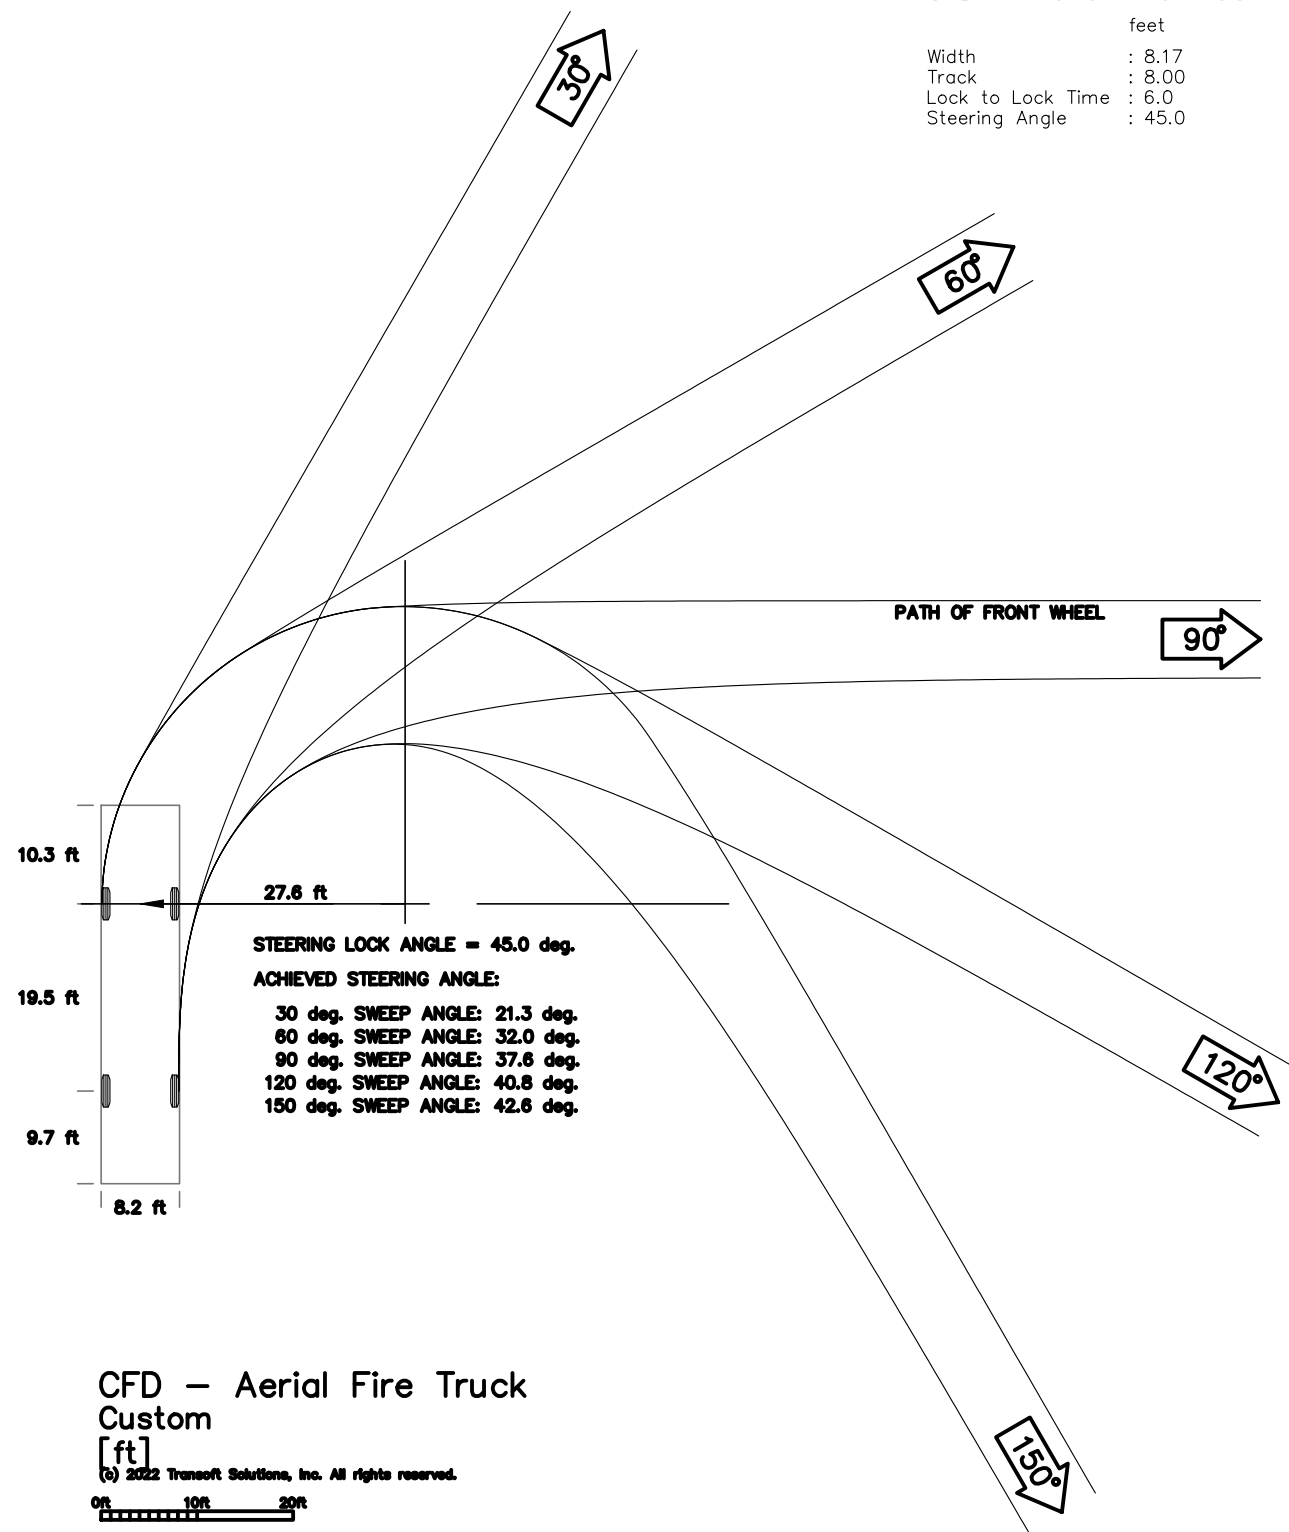 feet
Width : 8.17
Track : 8.00
Lock to Lock Time : 6.0
Steering Angle : 45.0
30°
60°
PATH OF FRONT WHEEL
90°
10.3 ft
27.6 ft
STEERING LOCK ANGLE = 45.0 deg.
ACHIEVED STEERING ANGLE:
19.5 ft
30 deg. SWEEP ANGLE: 21.3 deg.
60 deg. SWEEP ANGLE: 32.0 deg.
90 deg. SWEEP ANGLE: 37.6 deg.
120 deg. SWEEP ANGLE: 40.8 deg.
150 deg. SWEEP ANGLE: 42.6 deg.
120°
9.7 ft
8.2 ft
CFD - Aerial Fire Truck
Custom
[ft]
(c) 2022 Transoft Solutions, Inc. All rights reserved.
0ft 10ft 20ft
150°